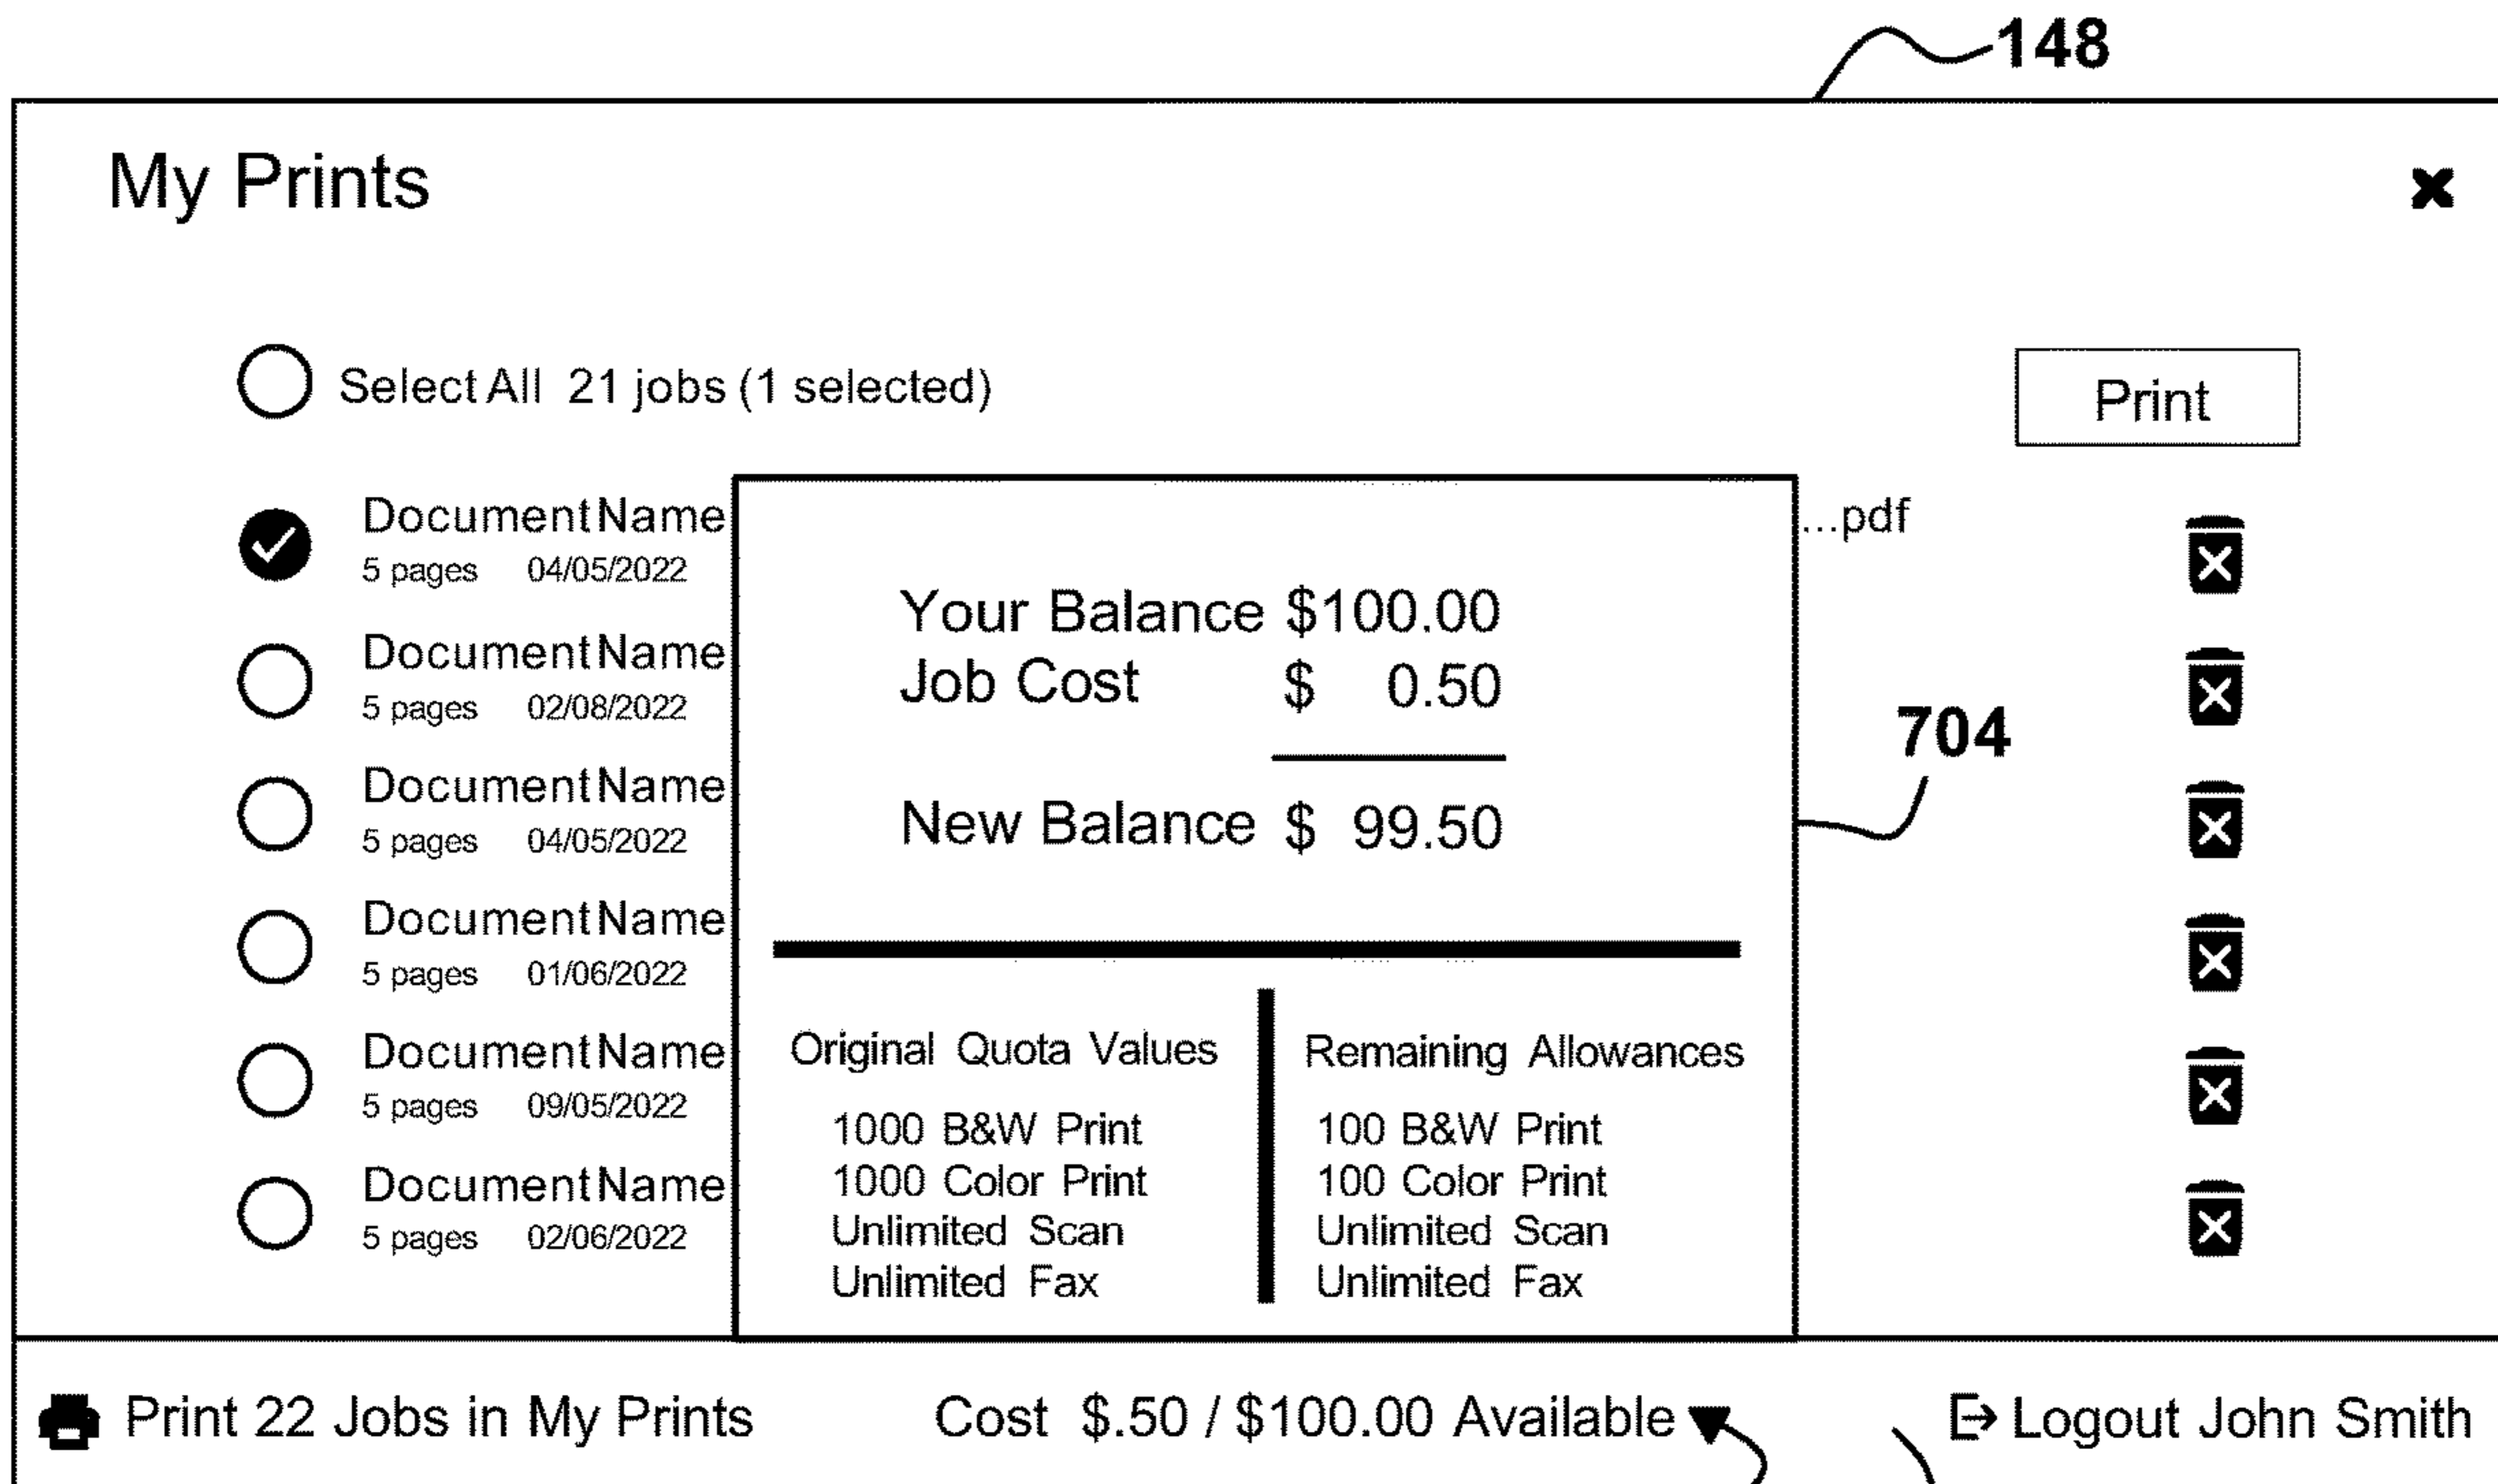 148
My Prints
Select All 21 jobs (1 selected)
Print
DocumentName
...pdf
5 pages 04/05/2022
DocumentName
5 pages 02/08/2022
DocumentName
5 pages 04/05/2022
DocumentName
5 pages 01/06/2022
DocumentName
5 pages 09/05/2022
DocumentName
5 pages 02/06/2022
Your Balance $100.00
Job Cost $ 0.50
New Balance $ 99.50
704
Original Quota Values
1000 B&W Print
1000 Color Print
Unlimited Scan
Unlimited Fax
Remaining Allowances
100 B&W Print
100 Color Print
Unlimited Scan
Unlimited Fax
Print 22 Jobs in My Prints
Cost $.50 / $100.00 Available
Logout John Smith